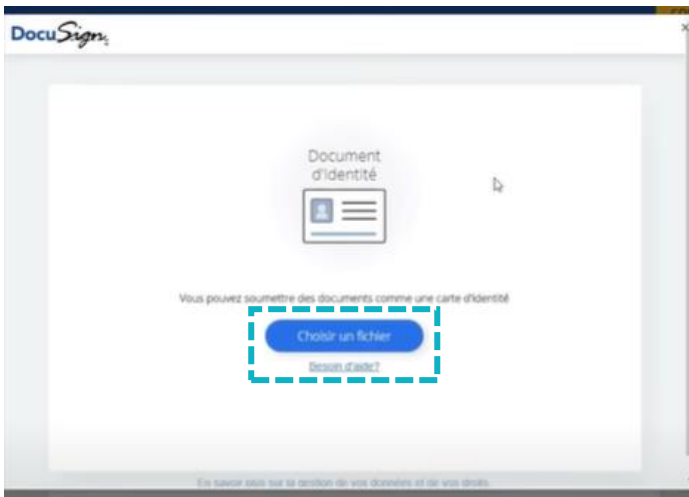 DocuSign
Document
d'identité
Vous pouvez soumettre des documents comme une carte d'identité
Choisir un fichier
Besoin d'aide?
En savoir plus sur la gestion de vos données et de vos droits.